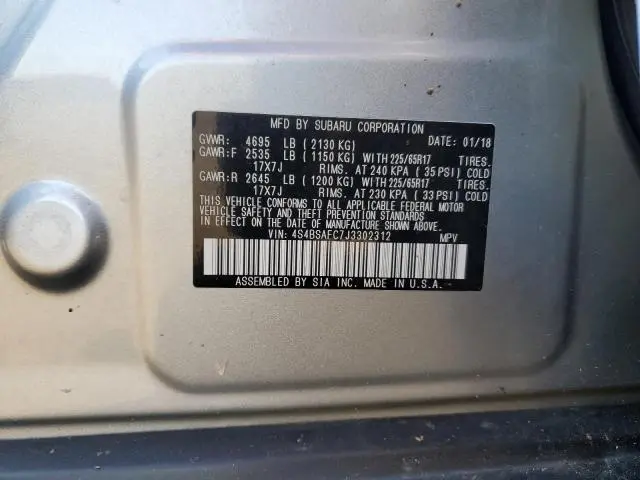 MFD BY SUBARU CORPORATION
GVWR: 4695 LB (2130 KG) DATE: 01/18
GAWR:F 2535 LB (1150 KG) WITH 225/65R17 TIRES.
17X7J RIMS. AT 240 KPA (35 PSI) COLD
GAWR:R 2645 LB (1200 KG) WITH 225/65R17 TIRES.
17X7J RIMS. AT 230 KPA (33 PSI) COLD
THIS VEHICLE CONFORMS TO ALL APPLICABLE FEDERAL MOTOR
VEHICLE SAFETY AND THEFT PREVENTION STANDARDS
IN EFFECT ON THE DATE OF MANUFACTURE SHOWN ABOVE.
VIN: 4S4BSAFC7J3302312 MPV
ASSEMBLED BY SIA INC. MADE IN U.S.A.